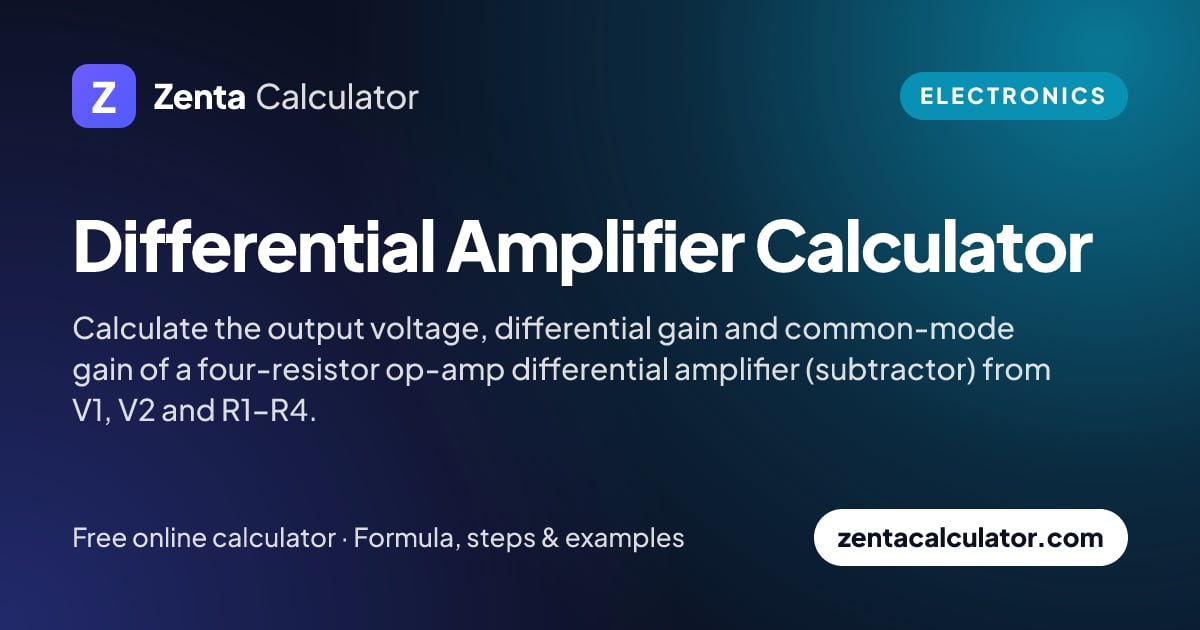 Z
Zenta Calculator
ELECTRONICS
Differential Amplifier Calculator
Calculate the output voltage, differential gain and common-mode
gain of a four-resistor op-amp differential amplifier (subtractor) from
V1, V2 and R1–R4.
Free online calculator · Formula, steps & examples
zentacalculator.com